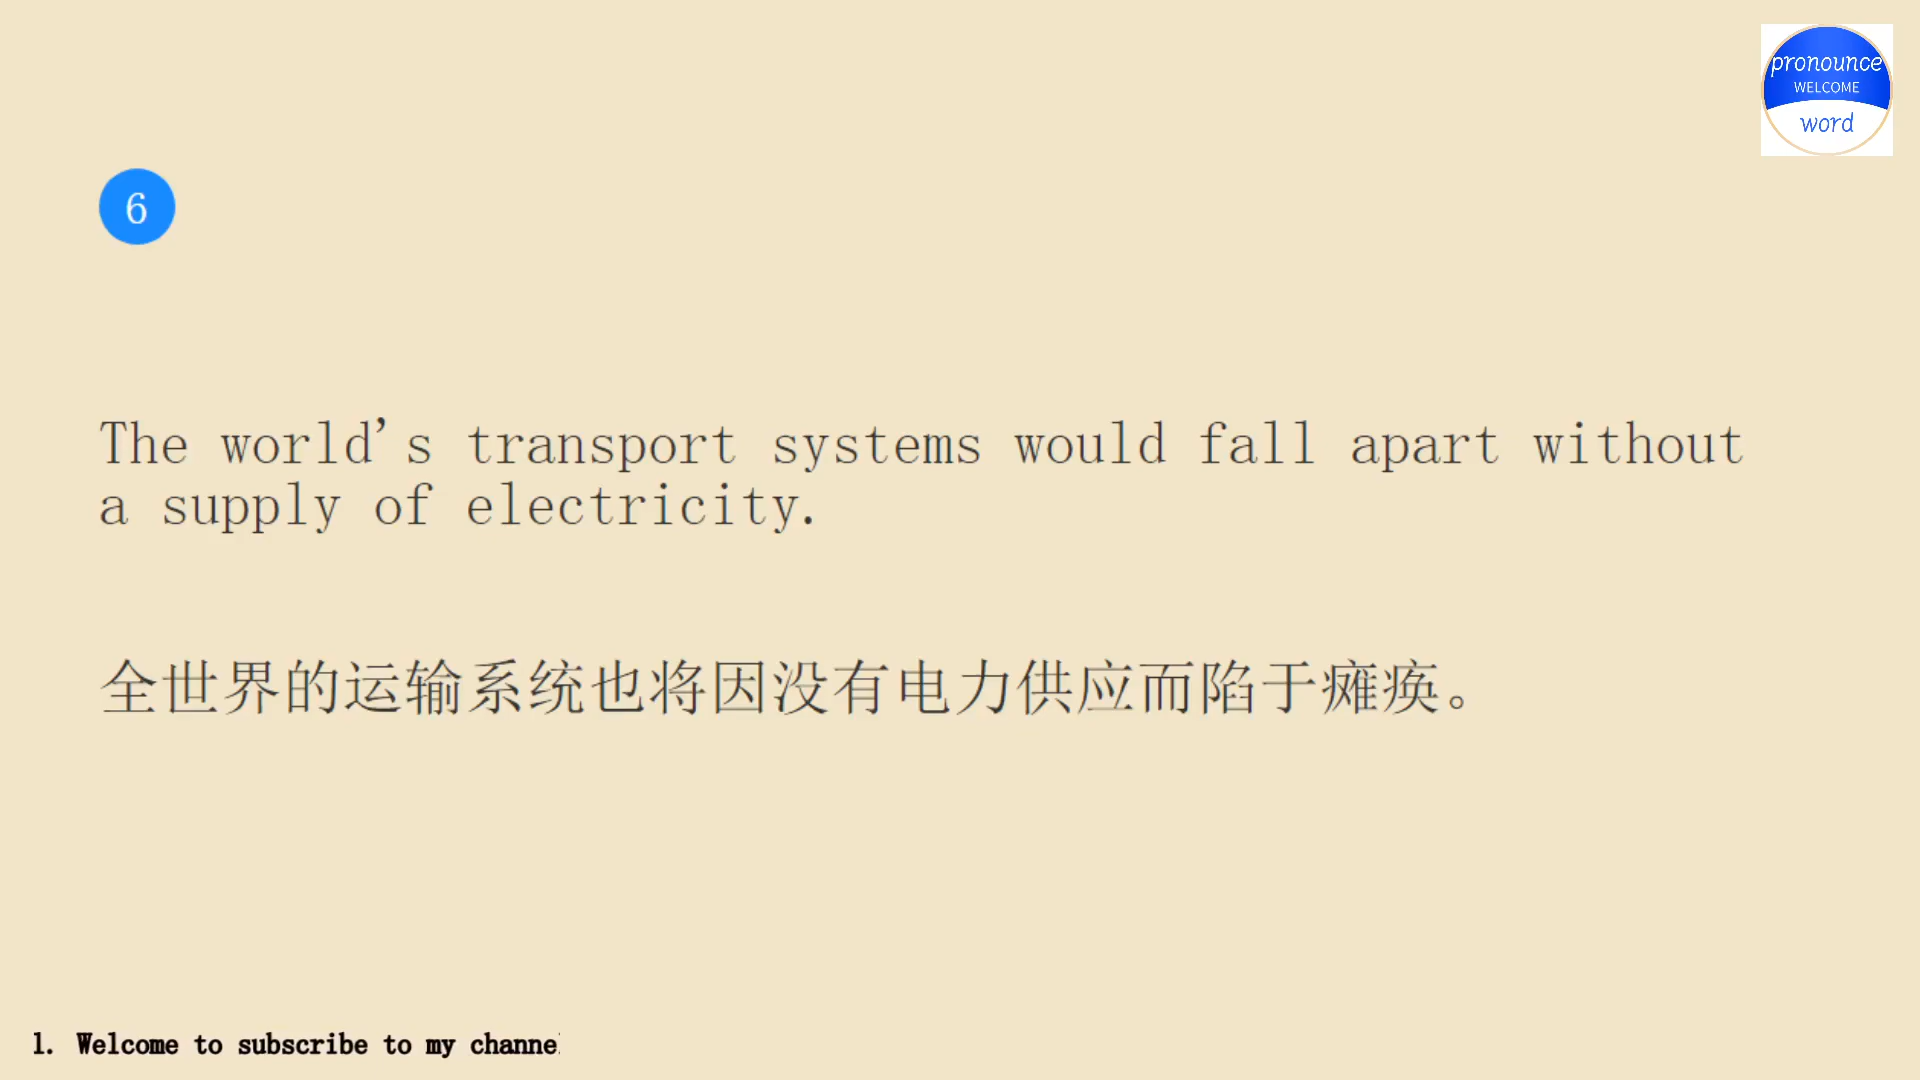 pronounce
WELCOME
word
6
The world's transport systems would fall apart without
a supply of electricity.
全世界的运输系统也将因没有电力供应而陷于瘫痪。
1. Welcome to subscribe to my channe